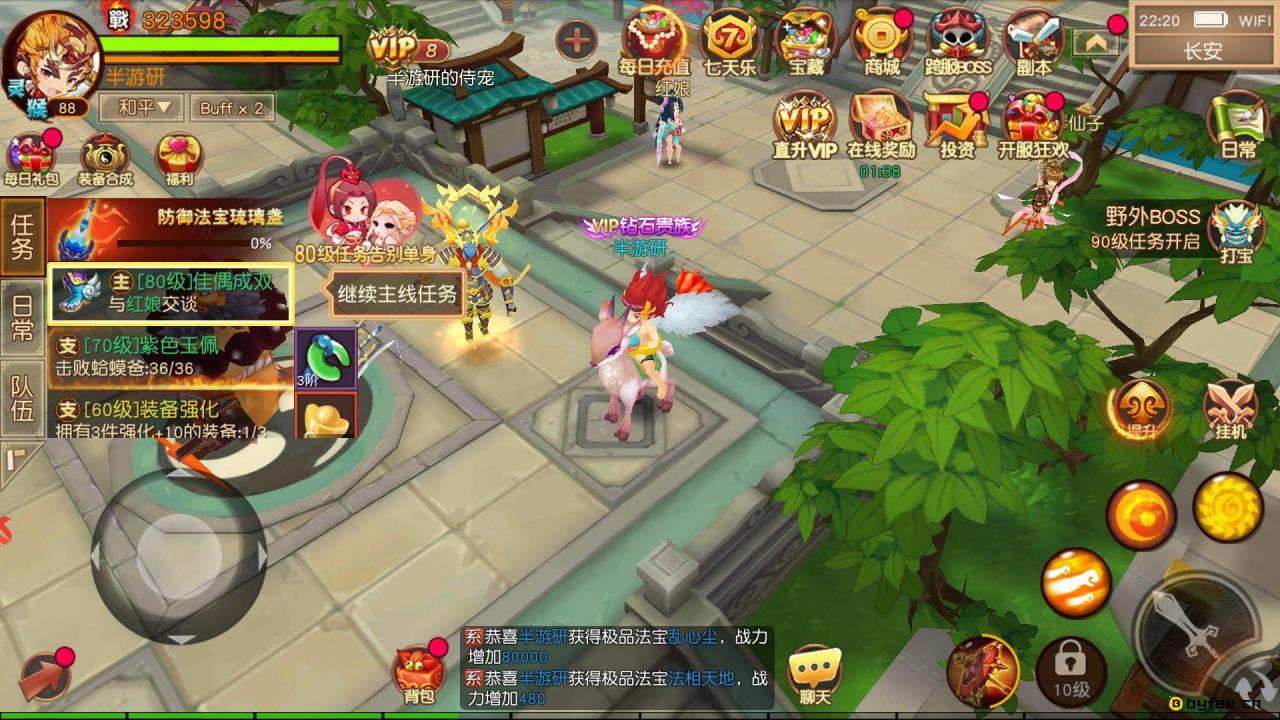 戰 323598
半游研
灵猴 88
和平
Buff x 2
VIP 8
半游研的侍宠
每日充值
七天乐
宝藏
商城
跨服BOSS
副本
22:20 WIFI
长安
红娘
直升VIP
在线奖励
01:38
投资
开服狂欢
仙子
日常
每日礼包
装备合成
福利
任务
日常
队伍
防御法宝琉璃盏
0%
主 [80级]佳偶成双
与红娘交谈
支 [70级]紫色玉佩
击败蛤蟆爸:36/36
3阶
支 [60级]装备强化
拥有3件强化+10的装备:1/3
80级任务告别单身
继续主线任务
VIP钻石贵族
半游研
野外BOSS
90级任务开启
打宝
提升
挂机
系 恭喜半游研获得极品法宝乱心尘，战力
增加80000
系 恭喜半游研获得极品法宝法相天地，战
力增加480
背包
聊天
10级
byfee.cn